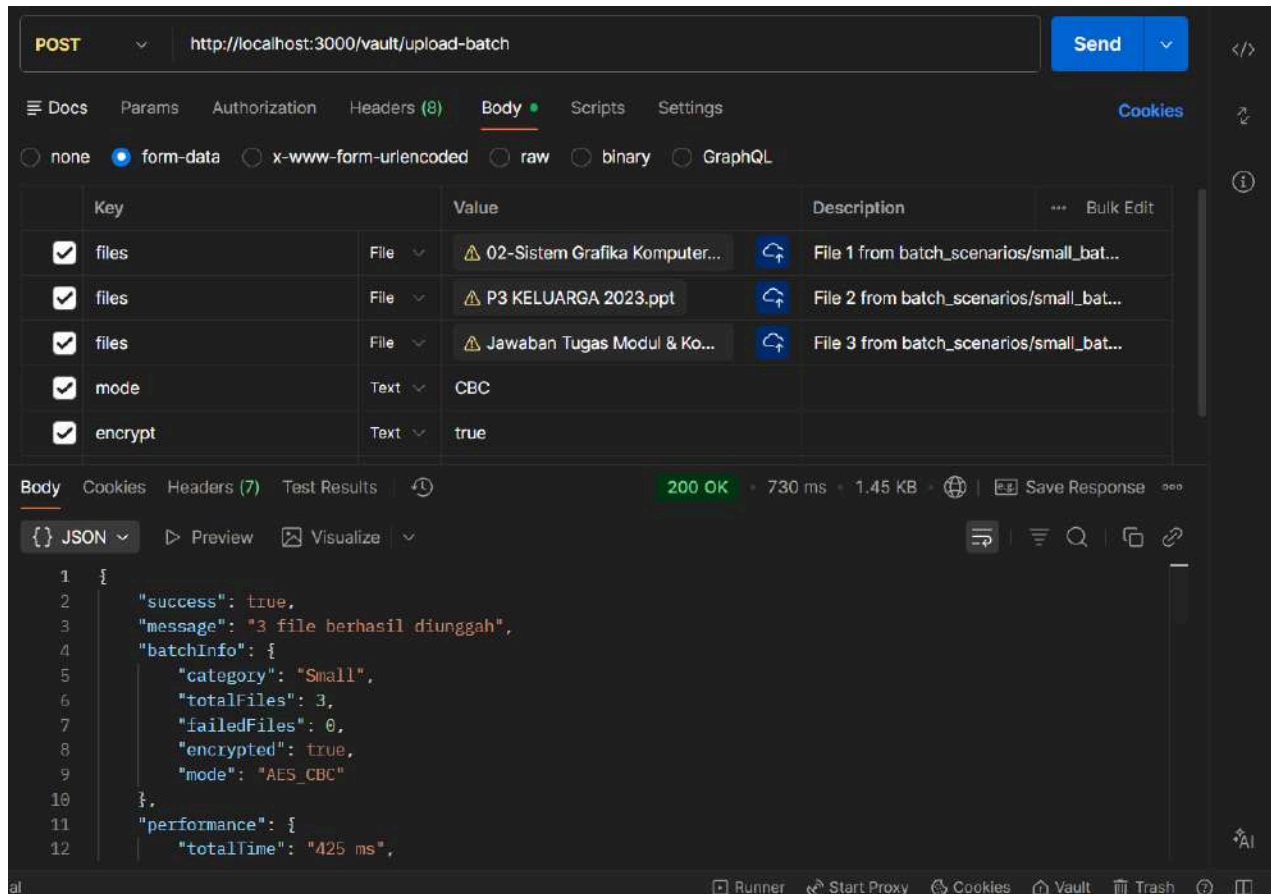 POST http://localhost:3000/vault/upload-batch Send
Docs Params Authorization Headers (8) Body Scripts Settings Cookies
none form-data x-www-form-urlencoded raw binary GraphQL
Key Value Description ... Bulk Edit
files File 02-Sistem Grafika Komputer... File 1 from batch_scenarios/small_bat...
files File P3 KELUARGA 2023.ppt File 2 from batch_scenarios/small_bat...
files File Jawaban Tugas Modul & Ko... File 3 from batch_scenarios/small_bat...
mode Text CBC
encrypt Text true
Body Cookies Headers (7) Test Results 200 OK 730 ms 1.45 KB e.g. Save Response
{} JSON Preview Visualize
1 {
2 "success": true,
3 "message": "3 file berhasil diunggah",
4 "batchInfo": {
5 "category": "Small",
6 "totalFiles": 3,
7 "failedFiles": 0,
8 "encrypted": true,
9 "mode": "AES_CBC"
10 },
11 "performance": {
12 "totalTime": "425 ms",
AI
al Runner Start Proxy Cookies Vault Trash